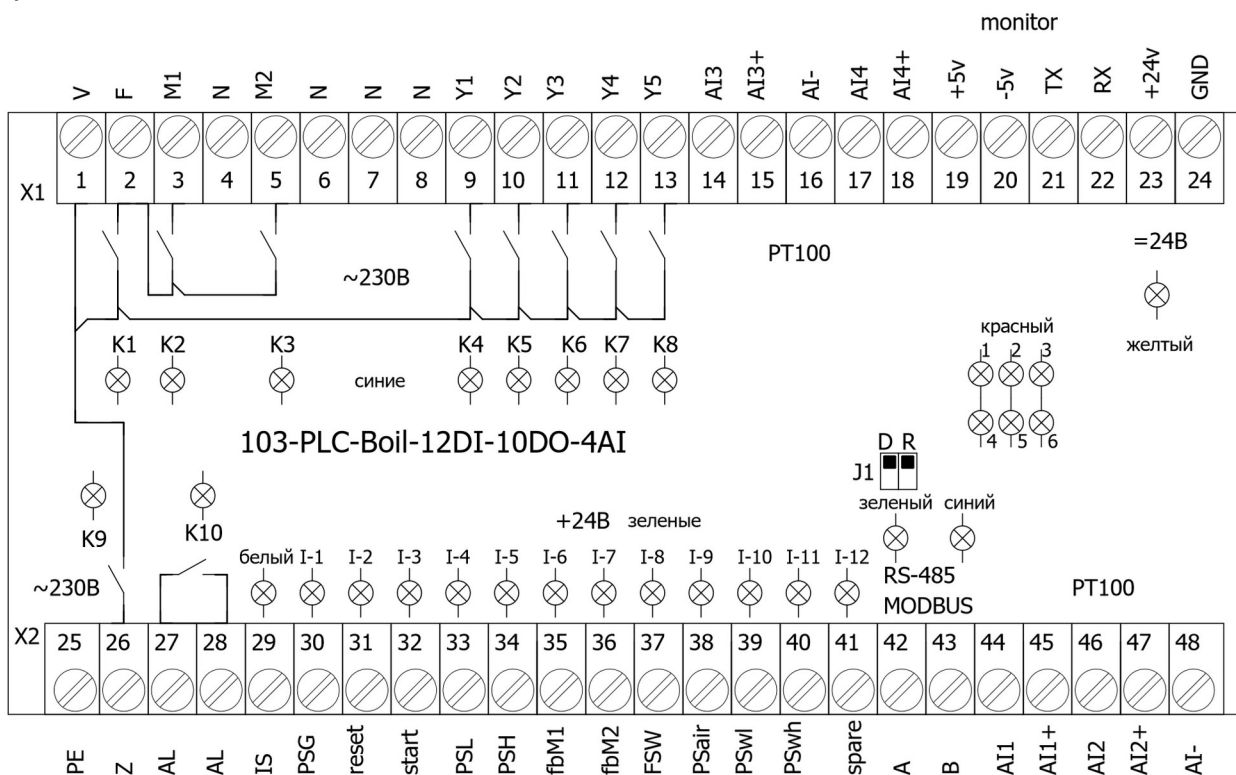 monitor
V F M1 N M2 N N N Y1 Y2 Y3 Y4 Y5 AI3 AI3+ AI- AI4 AI4+ +5v -5v TX RX +24v GND
X1 1 2 3 4 5 6 7 8 9 10 11 12 13 14 15 16 17 18 19 20 21 22 23 24
~230В PT100 =24В
красный
1 2 3
желтый
K1 K2 K3 K4 K5 K6 K7 K8
синие
4 5 6
103-PLC-Boil-12DI-10DO-4AI
D R
J1
зеленый синий
K9 K10
+24В зеленые
белый I-1 I-2 I-3 I-4 I-5 I-6 I-7 I-8 I-9 I-10 I-11 I-12
~230В
RS-485
MODBUS
PT100
X2 25 26 27 28 29 30 31 32 33 34 35 36 37 38 39 40 41 42 43 44 45 46 47 48
PE Z AL AL IS PSG reset start PSL PSH fbM1 fbM2 FSW PSair PSwl PSwh spare A B AI1 AI1+ AI2 AI2+ AI-